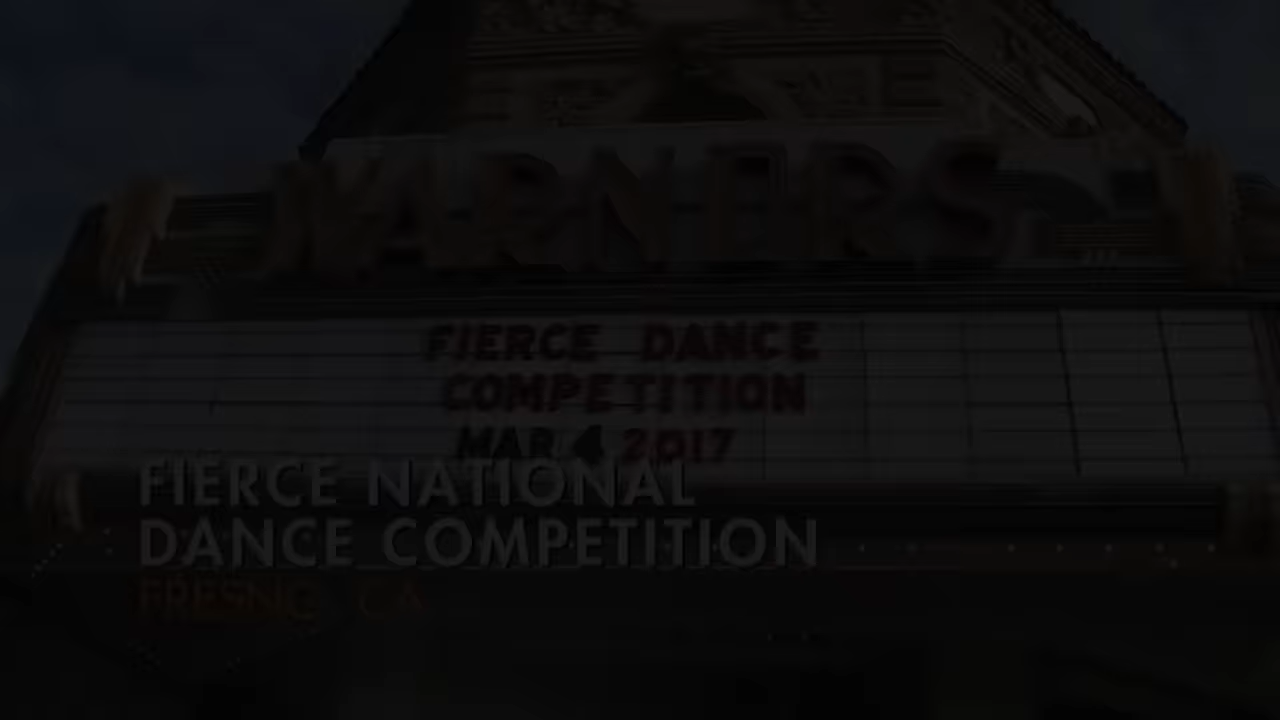 WARNERS
FIERCE DANCE
COMPETITION
MAR 4 2017
FIERCE NATIONAL
DANCE COMPETITION
FRESNO, CA